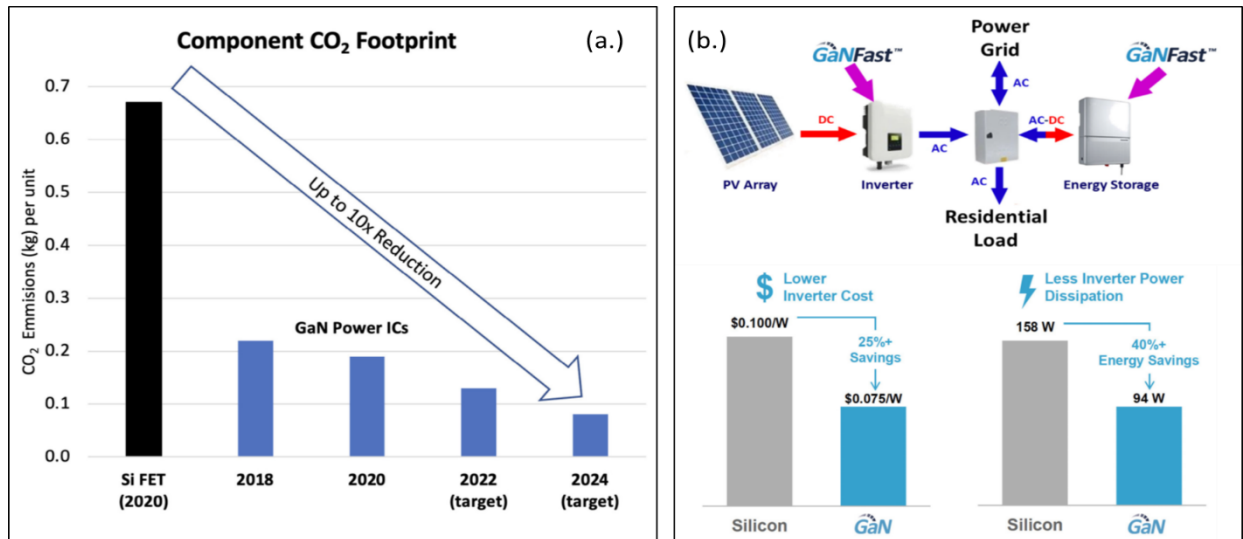 Component CO₂ Footprint
(a.)
CO₂ Emmisions (kg) per unit
0.7
0.6
0.5
0.4
0.3
0.2
0.1
0.0
Up to 10x Reduction
GaN Power ICs
Si FET
(2020)
2018
2020
2022
(target)
2024
(target)
(b.)
GaNFast™
Power
Grid
GaNFast™
AC
DC
AC
AC-DC
AC
PV Array
Inverter
Energy Storage
Residential
Load
$ Lower
Inverter Cost
$0.100/W
25%+
Savings
$0.075/W
Silicon
GaN
Less Inverter Power
Dissipation
158 W
40%+
Energy Savings
94 W
Silicon
GaN